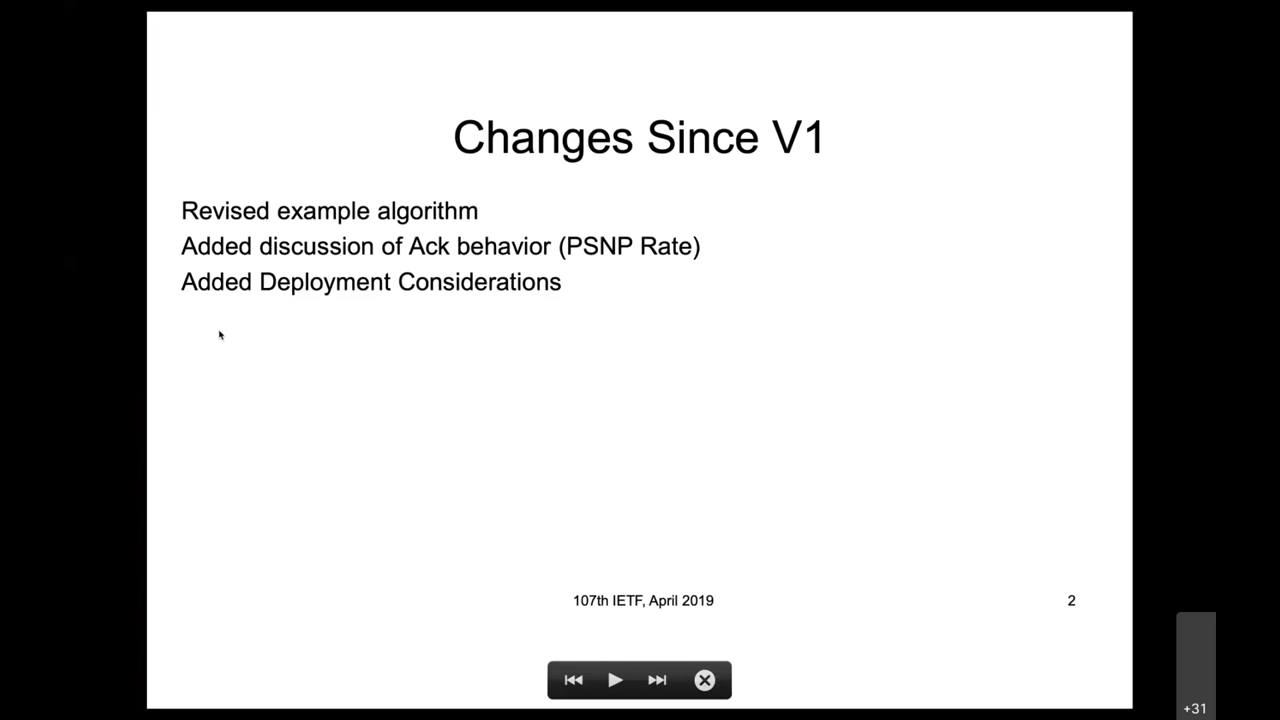 Changes Since V1
Revised example algorithm
Added discussion of Ack behavior (PSNP Rate)
Added Deployment Considerations
107th IETF, April 2019
2
+31